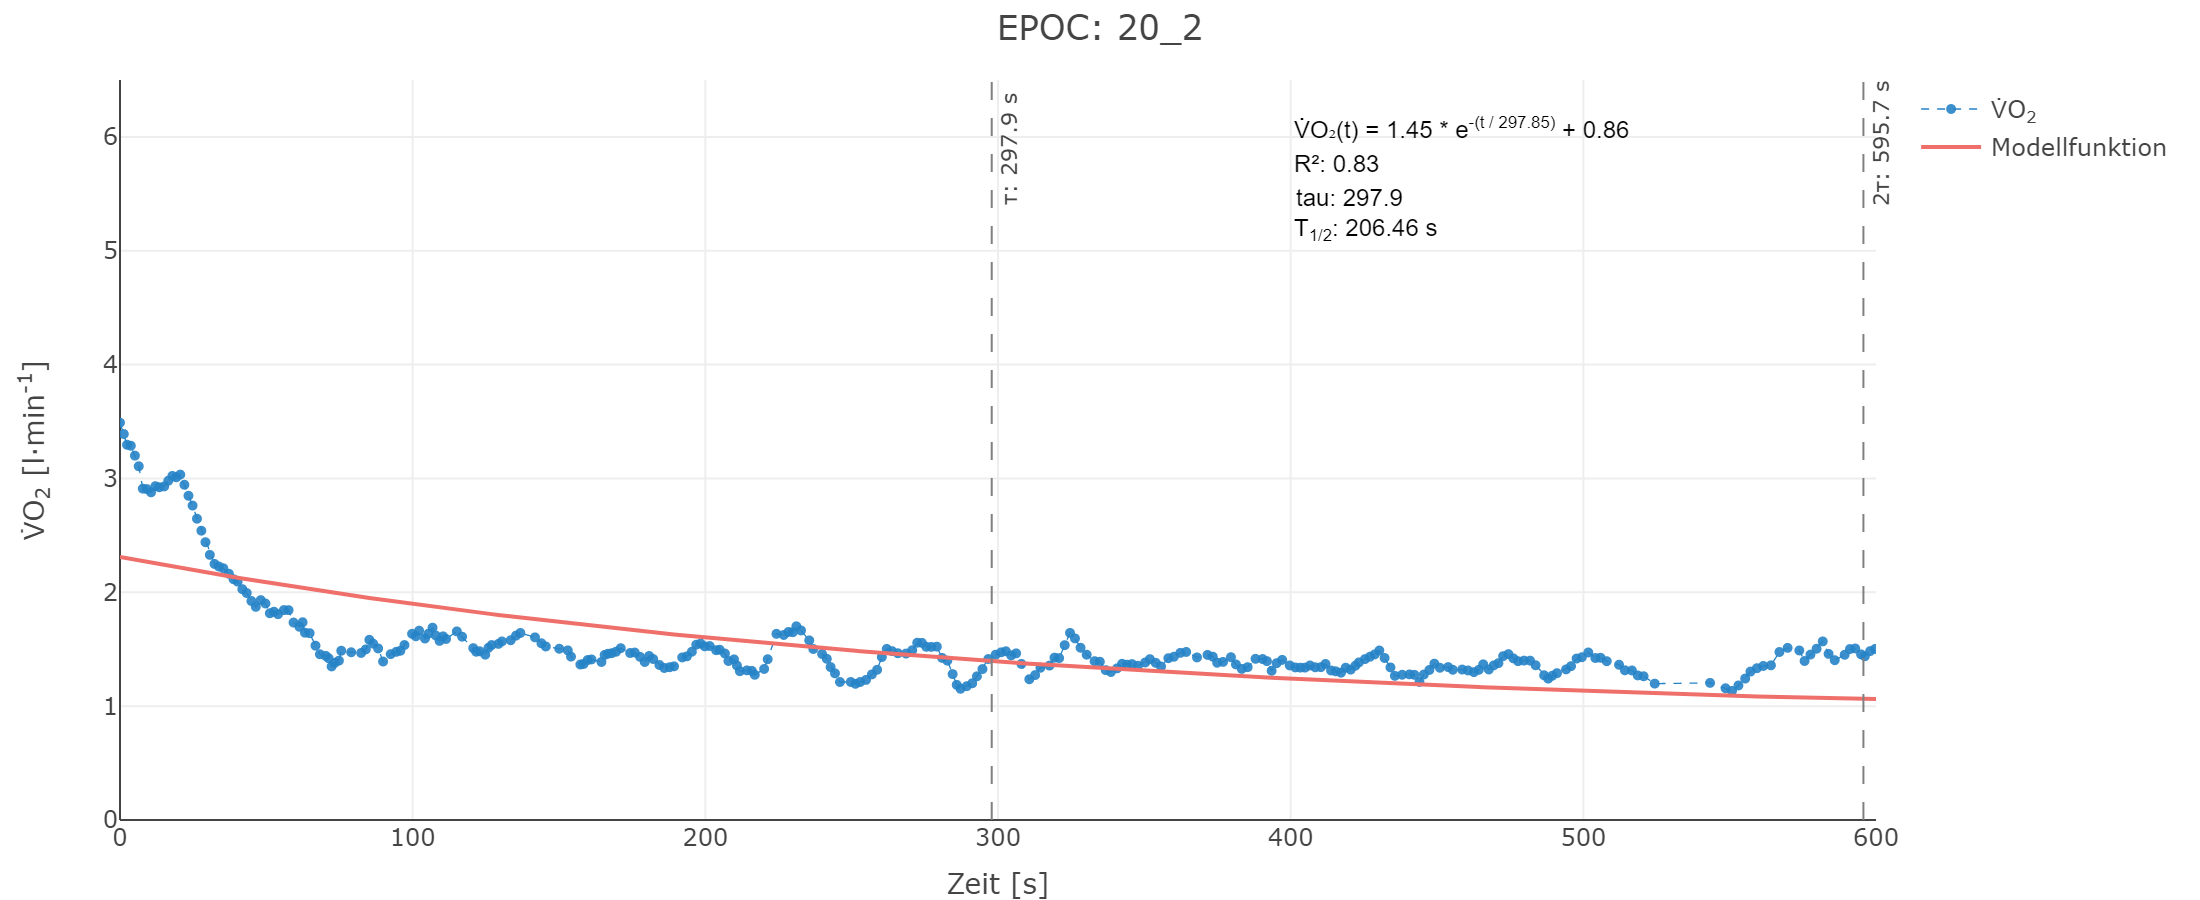 EPOC: 20_2
V̇O₂
Modellfunktion
τ: 297.9 s
2τ: 595.7 s
V̇O₂(t) = 1.45 * e^-(t / 297.85) + 0.86
R²: 0.83
tau: 297.9
T1/2: 206.46 s
V̇O₂ [l·min⁻¹]
6
5
4
3
2
1
0
0 100 200 300 400 500 600
Zeit [s]